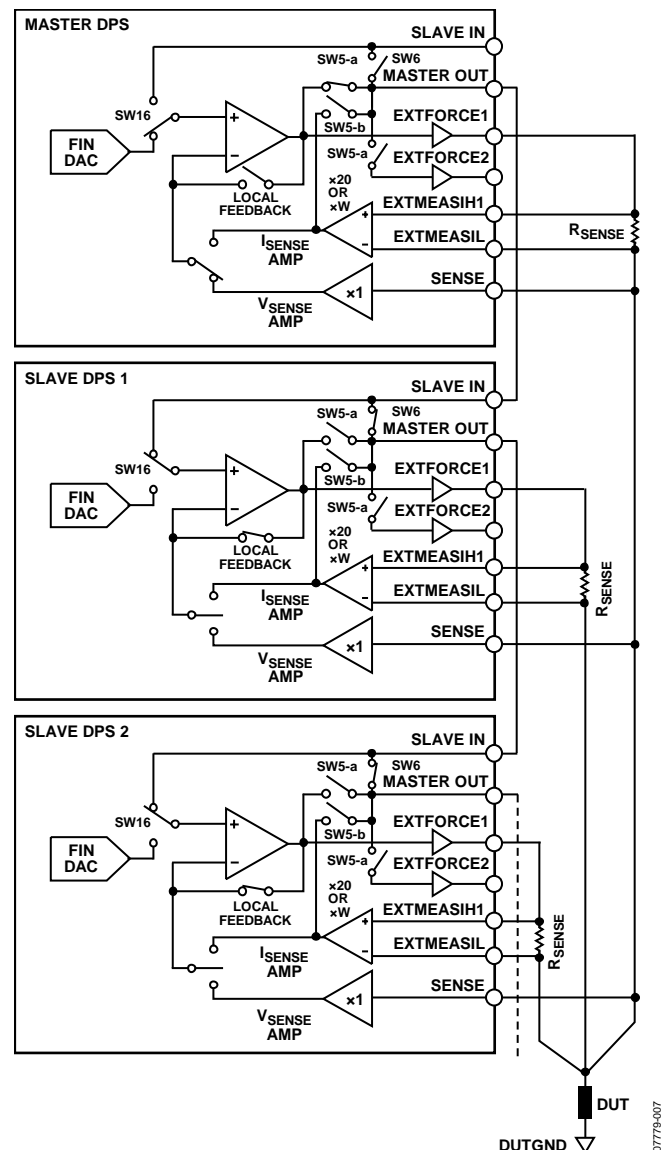 MASTER DPS
SLAVE IN
SW5-a
SW6
MASTER OUT
SW16
EXTFORCE1
FIN
DAC
SW5-b
SW5-a
EXTFORCE2
LOCAL
FEEDBACK
×20
OR
×W
EXTMEASIH1
ISENSE
AMP
EXTMEASIL
RSENSE
SENSE
VSENSE
AMP
×1
SLAVE DPS 1
SLAVE IN
SW5-a
SW6
MASTER OUT
SW16
EXTFORCE1
FIN
DAC
SW5-b
SW5-a
EXTFORCE2
LOCAL
FEEDBACK
×20
OR
×W
EXTMEASIH1
ISENSE
AMP
EXTMEASIL
RSENSE
SENSE
VSENSE
AMP
×1
SLAVE DPS 2
SLAVE IN
SW5-a
SW6
MASTER OUT
SW16
EXTFORCE1
FIN
DAC
SW5-b
SW5-a
EXTFORCE2
LOCAL
FEEDBACK
×20
OR
×W
EXTMEASIH1
ISENSE
AMP
EXTMEASIL
RSENSE
SENSE
VSENSE
AMP
×1
DUT
DUTGND
07779-007